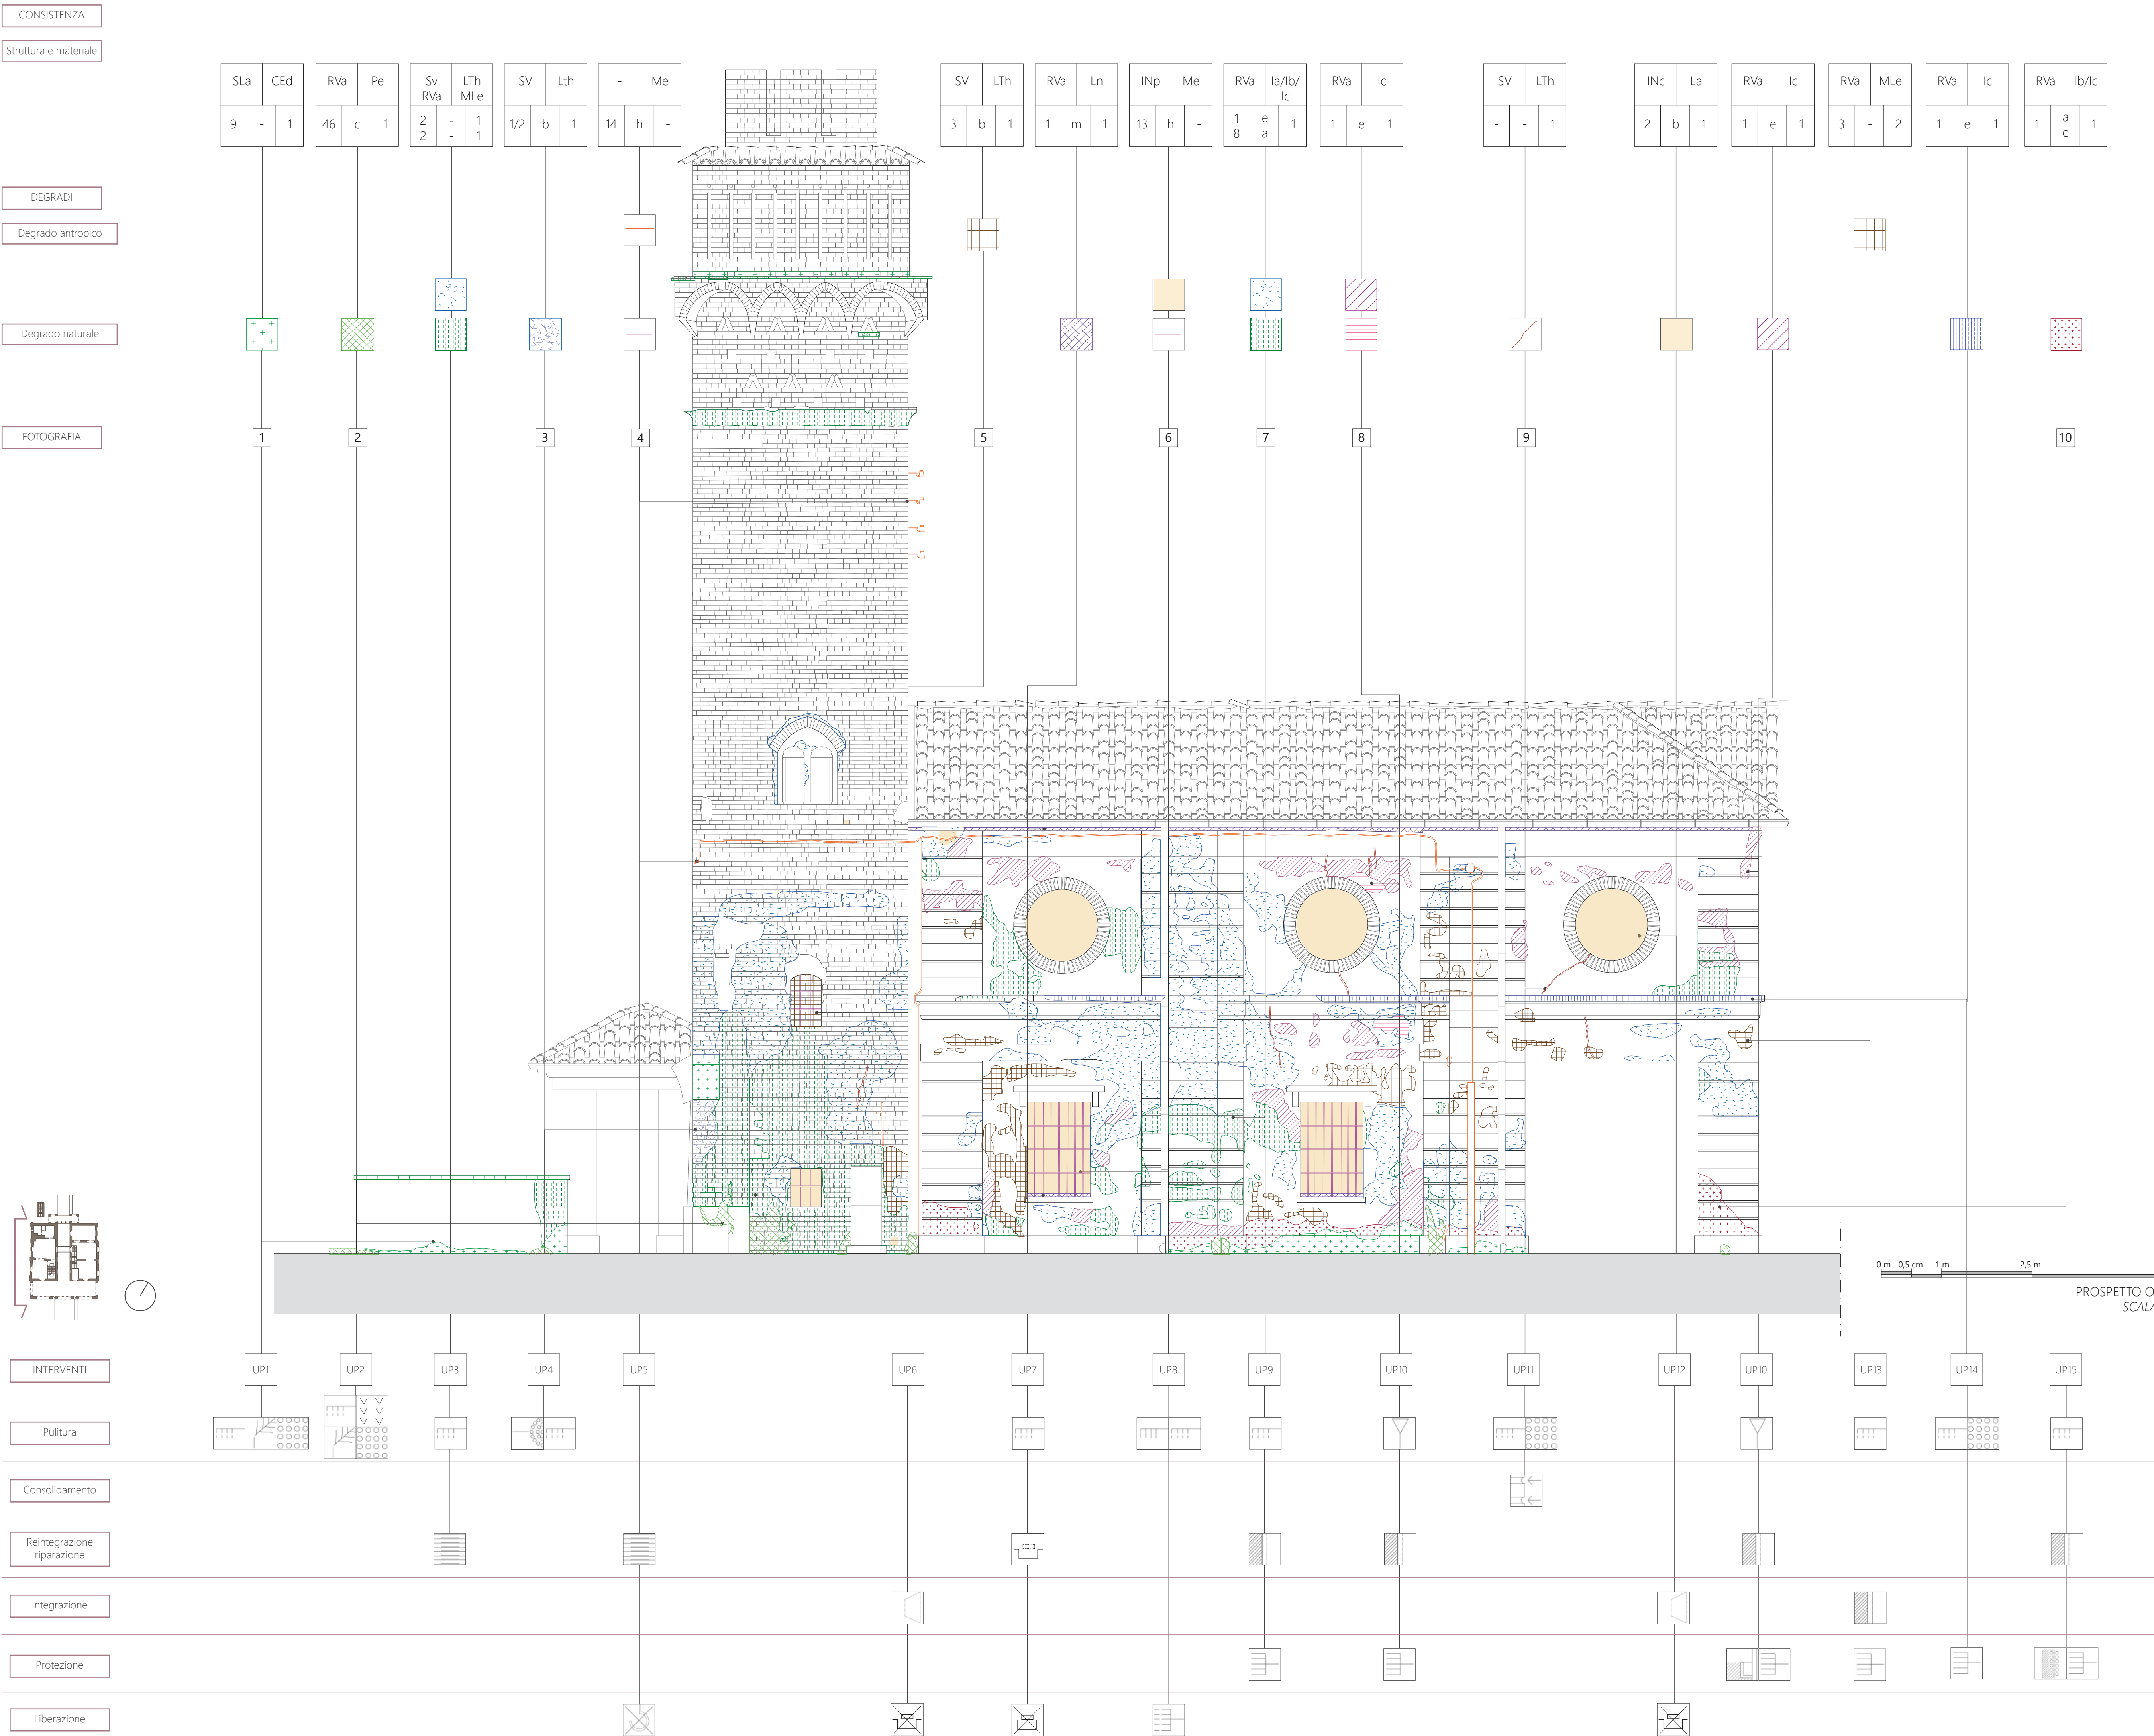 CONSISTENZA
Struttura e materiale
SLa CEd
9 - 1
RVa Pe
46 c 1
Sv LTh
RVa MLe
2 - 1
2 - 1
SV Lth
1/2 b 1
- Me
14 h -
SV LTh
3 b 1
RVa Ln
1 m 1
INp Me
13 h -
RVa Ia/Ib/
Ic
1 e 1
8 a
RVa Ic
1 e 1
SV LTh
- - 1
INc La
2 b 1
RVa Ic
1 e 1
RVa MLe
3 - 2
RVa Ic
1 e 1
RVa Ib/Ic
1 a 1
e
DEGRADI
Degrado antropico
Degrado naturale
FOTOGRAFIA
1 2 3 4 5 6 7 8 9 10
0 m 0,5 cm 1 m 2,5 m
PROSPETTO O
SCALA
INTERVENTI
UP1 UP2 UP3 UP4 UP5 UP6 UP7 UP8 UP9 UP10 UP11 UP12 UP10 UP13 UP14 UP15
Pulitura
Consolidamento
Reintegrazione
riparazione
Integrazione
Protezione
Liberazione